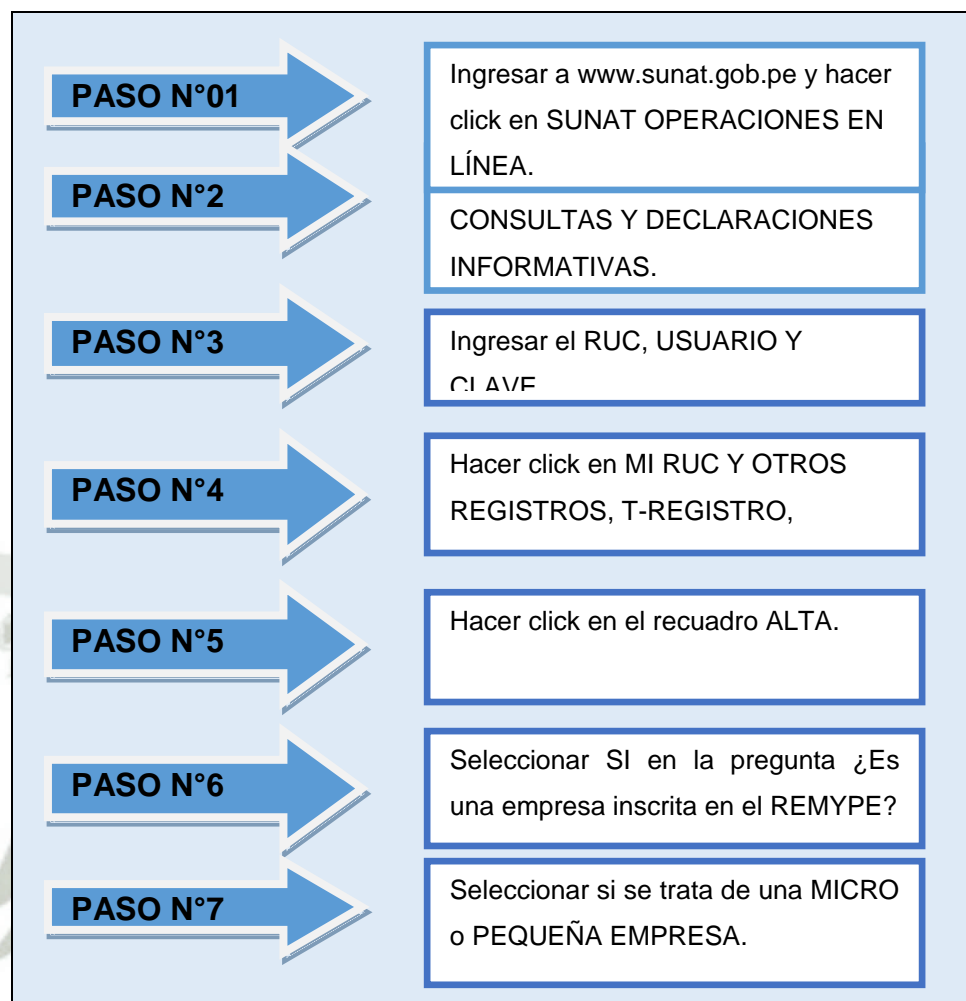 PASO N°01
Ingresar a www.sunat.gob.pe y hacer
click en SUNAT OPERACIONES EN
LÍNEA.
PASO N°2
CONSULTAS Y DECLARACIONES
INFORMATIVAS.
PASO N°3
Ingresar el RUC, USUARIO Y
CLAVE
PASO N°4
Hacer click en MI RUC Y OTROS
REGISTROS, T-REGISTRO,
PASO N°5
Hacer click en el recuadro ALTA.
PASO N°6
Seleccionar SI en la pregunta ¿Es
una empresa inscrita en el REMYPE?
PASO N°7
Seleccionar si se trata de una MICRO
o PEQUEÑA EMPRESA.